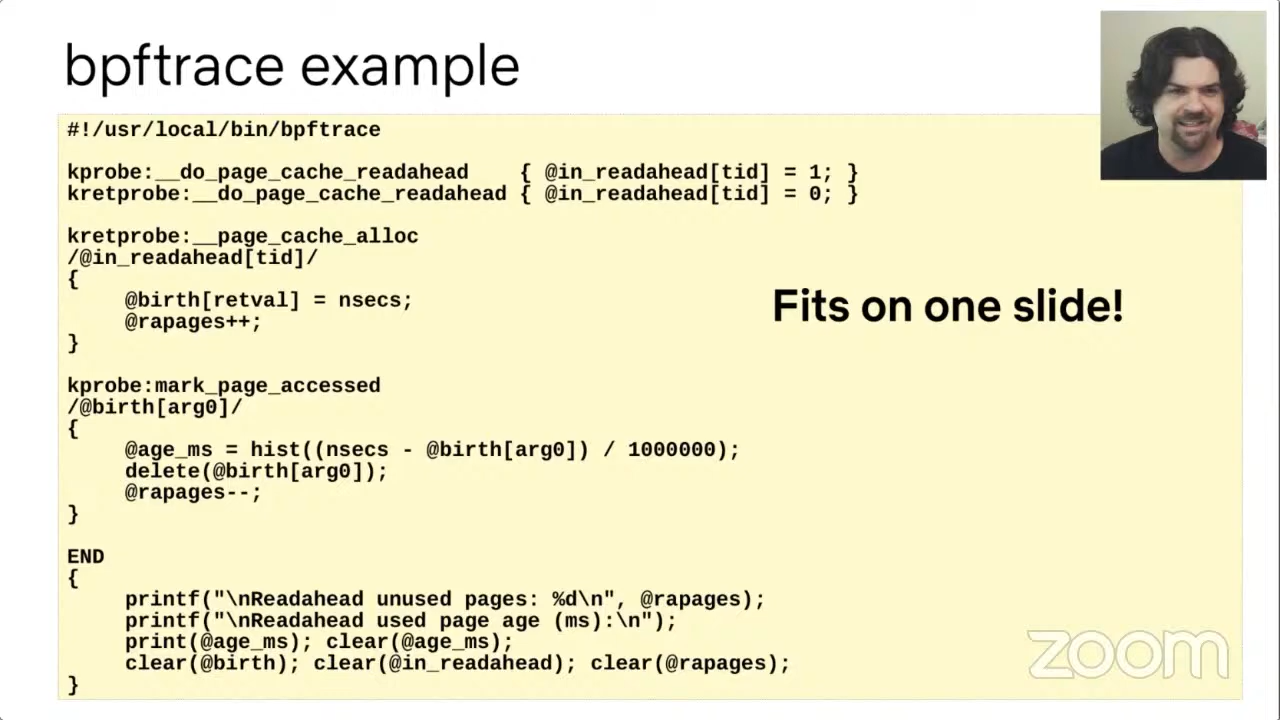 bpftrace example
#!/usr/local/bin/bpftrace
kprobe:__do_page_cache_readahead    { @in_readahead[tid] = 1; }
kretprobe:__do_page_cache_readahead { @in_readahead[tid] = 0; }
kretprobe:__page_cache_alloc
/@in_readahead[tid]/
{
@birth[retval] = nsecs;
@rapages++;
}
Fits on one slide!
kprobe:mark_page_accessed
/@birth[arg0]/
{
@age_ms = hist((nsecs - @birth[arg0]) / 1000000);
delete(@birth[arg0]);
@rapages--;
}
END
{
printf("\nReadahead unused pages: %d\n", @rapages);
printf("\nReadahead used page age (ms):\n");
print(@age_ms); clear(@age_ms);
clear(@birth); clear(@in_readahead); clear(@rapages);
}
zoom